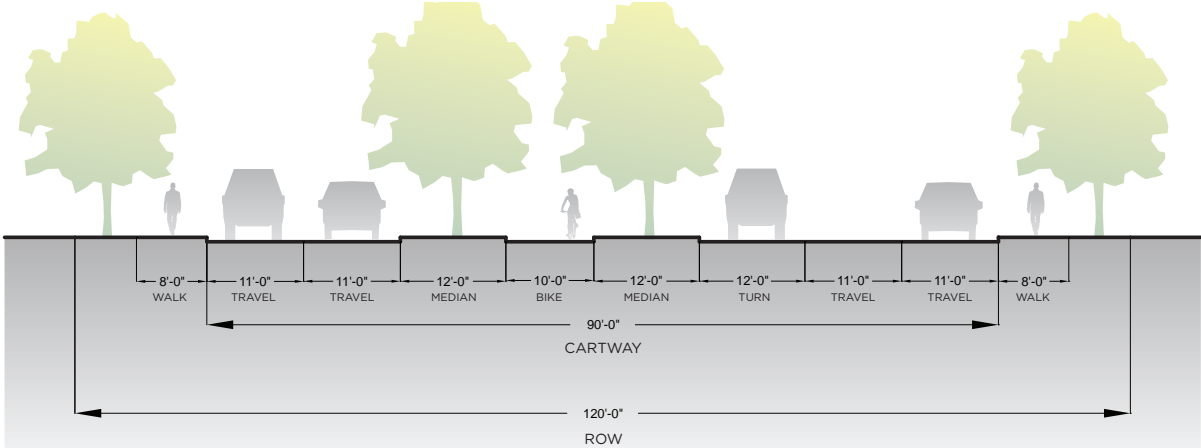 8'-0" 11'-0" 11'-0" 12'-0" 10'-0" 12'-0" 12'-0" 11'-0" 11'-0" 8'-0"
WALK TRAVEL TRAVEL MEDIAN BIKE MEDIAN TURN TRAVEL TRAVEL WALK
90'-0"
CARTWAY
120'-0"
ROW